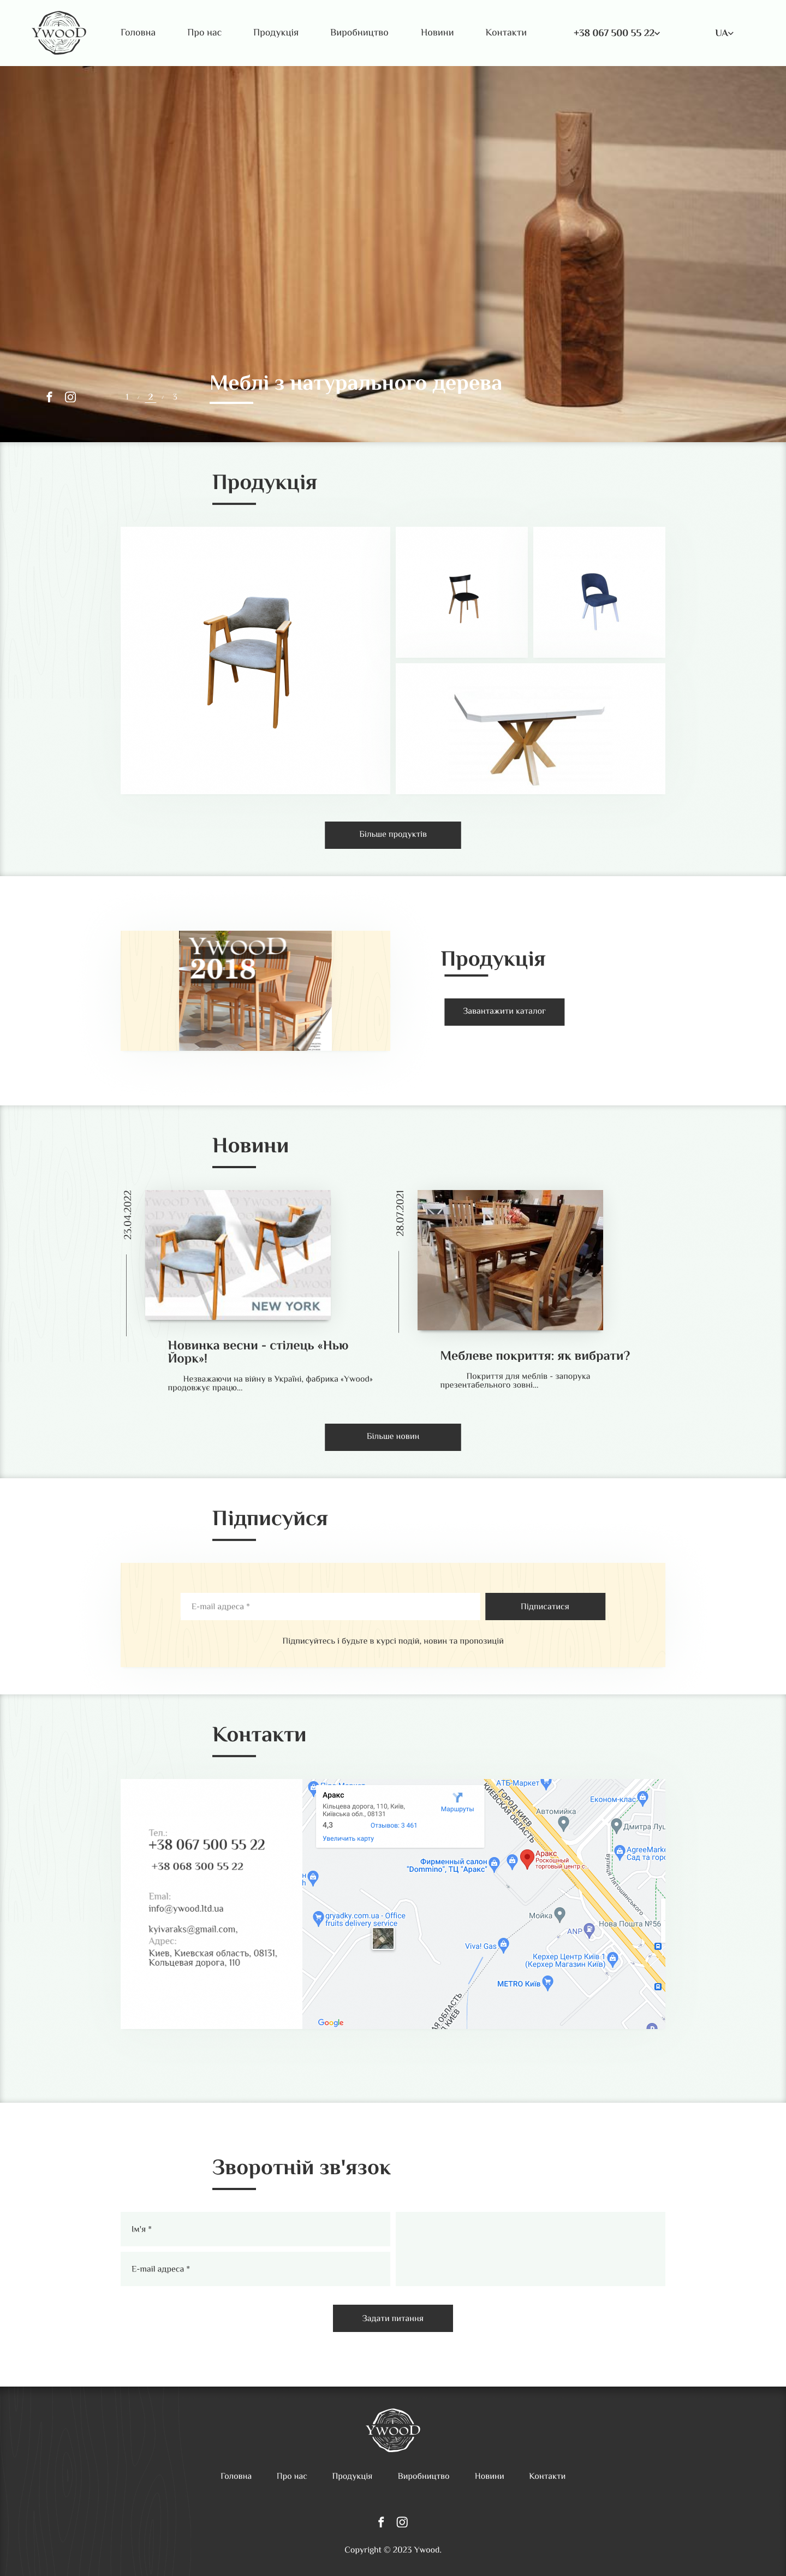 YWOOD
Головна
Про нас
Продукція
Виробництво
Новини
Контакти
+38 067 500 55 22
UA
Меблі з натурального дерева
1 - 2 - 3
Продукція
Більше продуктів
YWOOD
2018
Продукція
Завантажити каталог
Новини
23.04.2022
NEW YORK
Новинка весни - стілець «Нью
Йорк»!
Незважаючи на війну в Україні, фабрика «Ywood»
продовжує працю...
28.07.2021
Меблеве покриття: як вибрати?
Покриття для меблів - запорука
презентабельного зовні...
Більше новин
Підписуйся
E-mail адреса *
Підписатися
Підписуйтесь і будьте в курсі подій, новин та пропозицій
Контакти
Тел.:
+38 067 500 55 22
+38 068 300 55 22
Emal:
info@ywood.ltd.ua
kyivaraks@gmail.com,
Адрес:
Киев, Киевская область, 08131,
Кольцевая дорога, 110
Аракс
Кільцева дорога, 110, Київ,
Київська обл., 08131
4,3
Отзывов: 3 461
Увеличить карту
Маршруты
АТБ-Маркет
ГОРОД КИЕВ
КИЕВСКАЯ ОБЛАСТЬ
Економ-клас
Автомийка
Дмитра Луц
AgreeMarke
Сад та горо
Фирменный салон
"Dommino", ТЦ "Аракс"
Аракс
Роскошный
торговый центр с
gryadky.com.ua - Office
fruits delivery service
Мойка
Нова Пошта №56
ANP
Viva! Gas
Керхер Центр Київ 1
(Керхер Магазин Київ)
METRO Київ
Google
Зворотній зв'язок
Ім'я *
E-mail адреса *
Задати питання
YWOOD
Головна
Про нас
Продукція
Виробництво
Новини
Контакти
Copyright © 2023 Ywood.